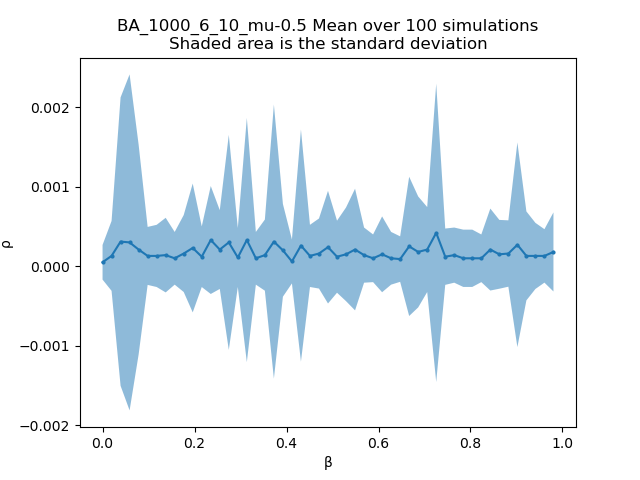 BA_1000_6_10_mu-0.5 Mean over 100 simulations
Shaded area is the standard deviation
0.002
0.001
0.000
−0.001
−0.002
ρ
0.0 0.2 0.4 0.6 0.8 1.0
β